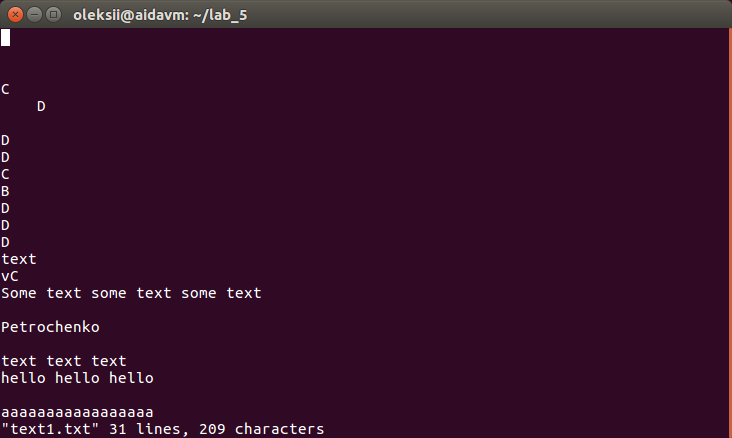 oleksii@aidavm: ~/lab_5
C
D
D
D
C
B
D
D
D
text
vC
Some text some text some text
Petrochenko
text text text
hello hello hello
aaaaaaaaaaaaaaaaa
"text1.txt" 31 lines, 209 characters